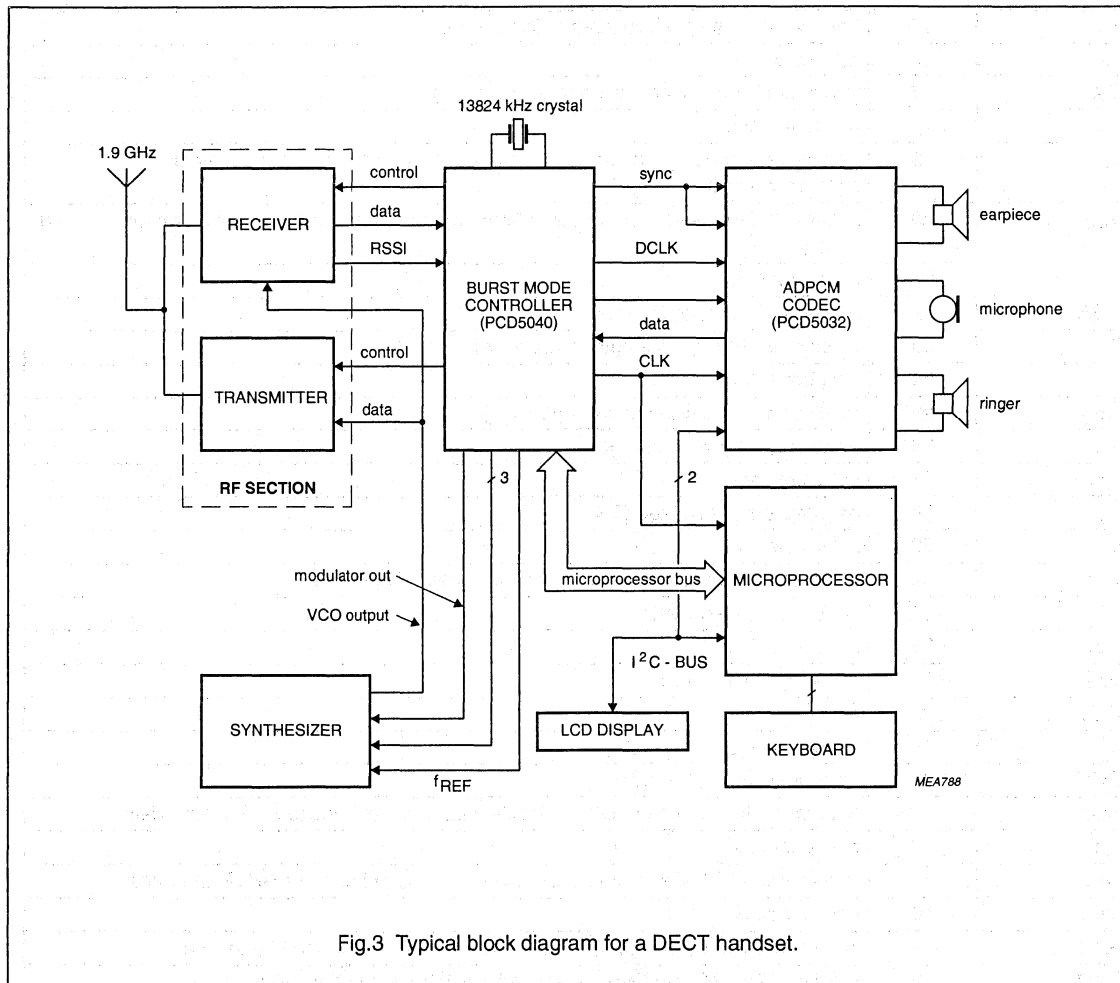 13824 kHz crystal
1.9 GHz
RECEIVER
control
data
RSSI
TRANSMITTER
control
data
RF SECTION
BURST MODE
CONTROLLER
(PCD5040)
sync
DCLK
data
CLK
ADPCM
CODEC
(PCD5032)
earpiece
microphone
ringer
3
2
modulator out
VCO output
microprocessor bus
MICROPROCESSOR
I²C - BUS
SYNTHESIZER
fREF
LCD DISPLAY
KEYBOARD
MEA788
Fig.3 Typical block diagram for a DECT handset.